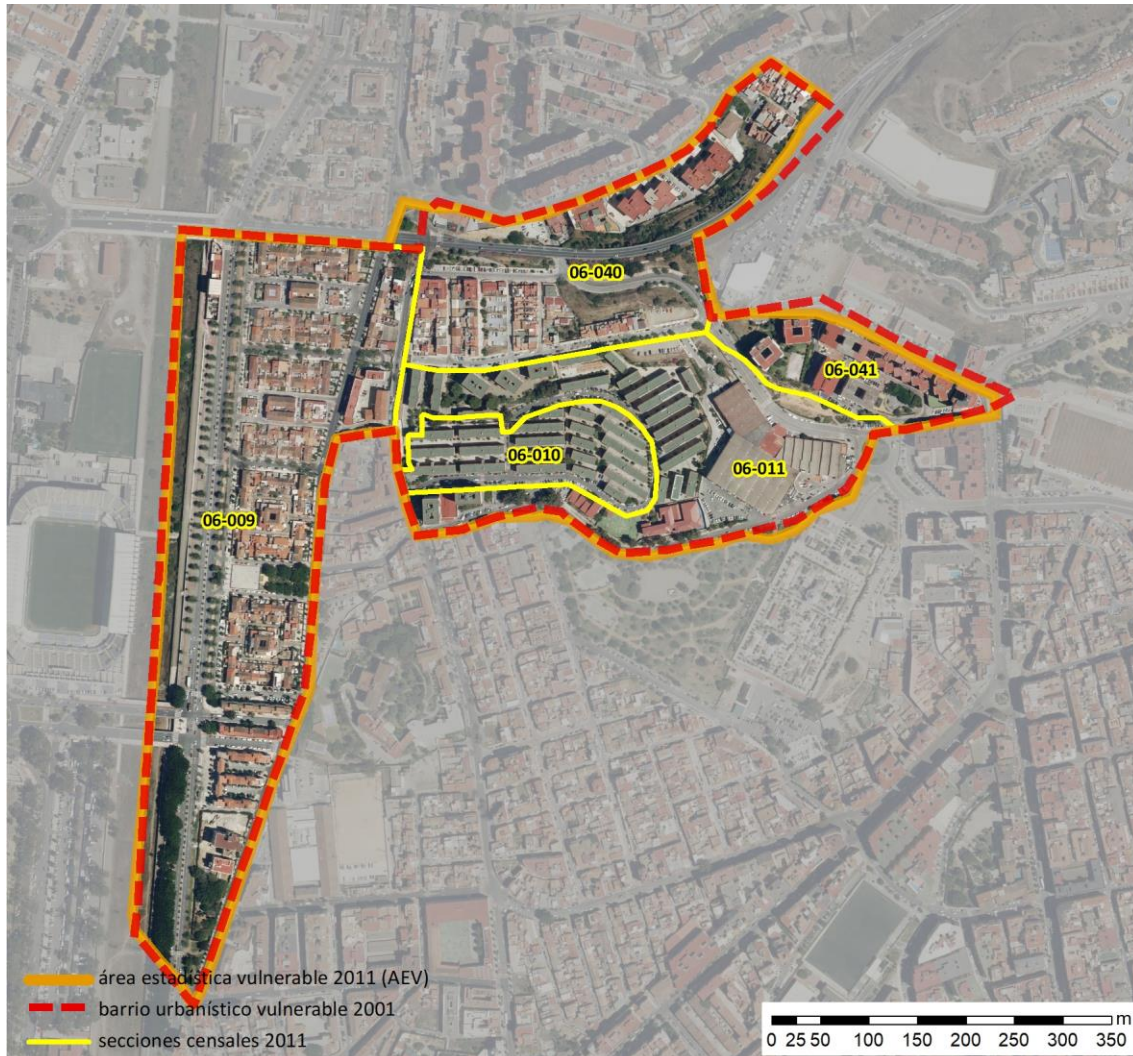 06-040
06-041
06-010
06-011
06-009
área estadística vulnerable 2011 (AEV)
barrio urbanístico vulnerable 2001
secciones censales 2011
m
0 25 50 100 150 200 250 300 350